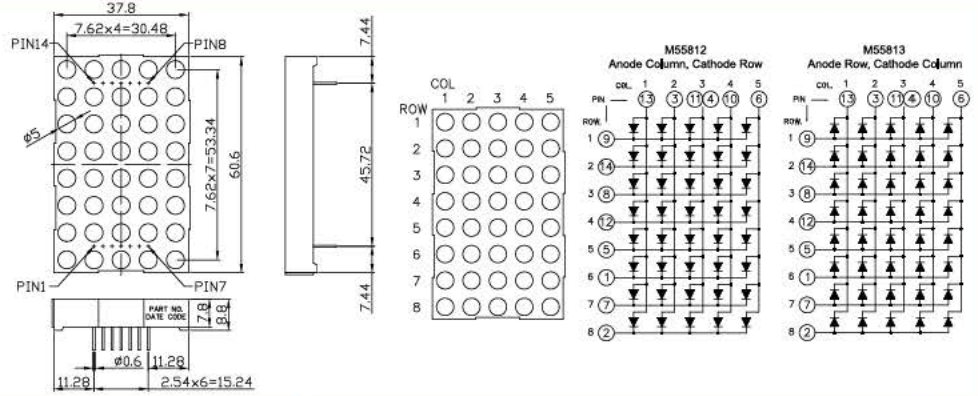 37.8
7.62x4=30.48
PIN14
PIN8
ø5
7.62x7=53.34
60.6
PIN1
PIN7
PART NO.
DATE CODE
7.8
8.8
ø0.6
11.28
11.28
2.54x6=15.24
7.44
45.72
7.44
COL
1 2 3 4 5
ROW
1
2
3
4
5
6
7
8
M55812
Anode Column, Cathode Row
COL. 1 2 3 4 5
PIN 13 3 11 4 10 6
ROW.
1 9
2 14
3 8
4 12
5 5
6 1
7 7
8 2
M55813
Anode Row, Cathode Column
COL. 1 2 3 4 5
PIN 13 3 11 4 10 6
ROW.
1 9
2 14
3 8
4 12
5 5
6 1
7 7
8 2